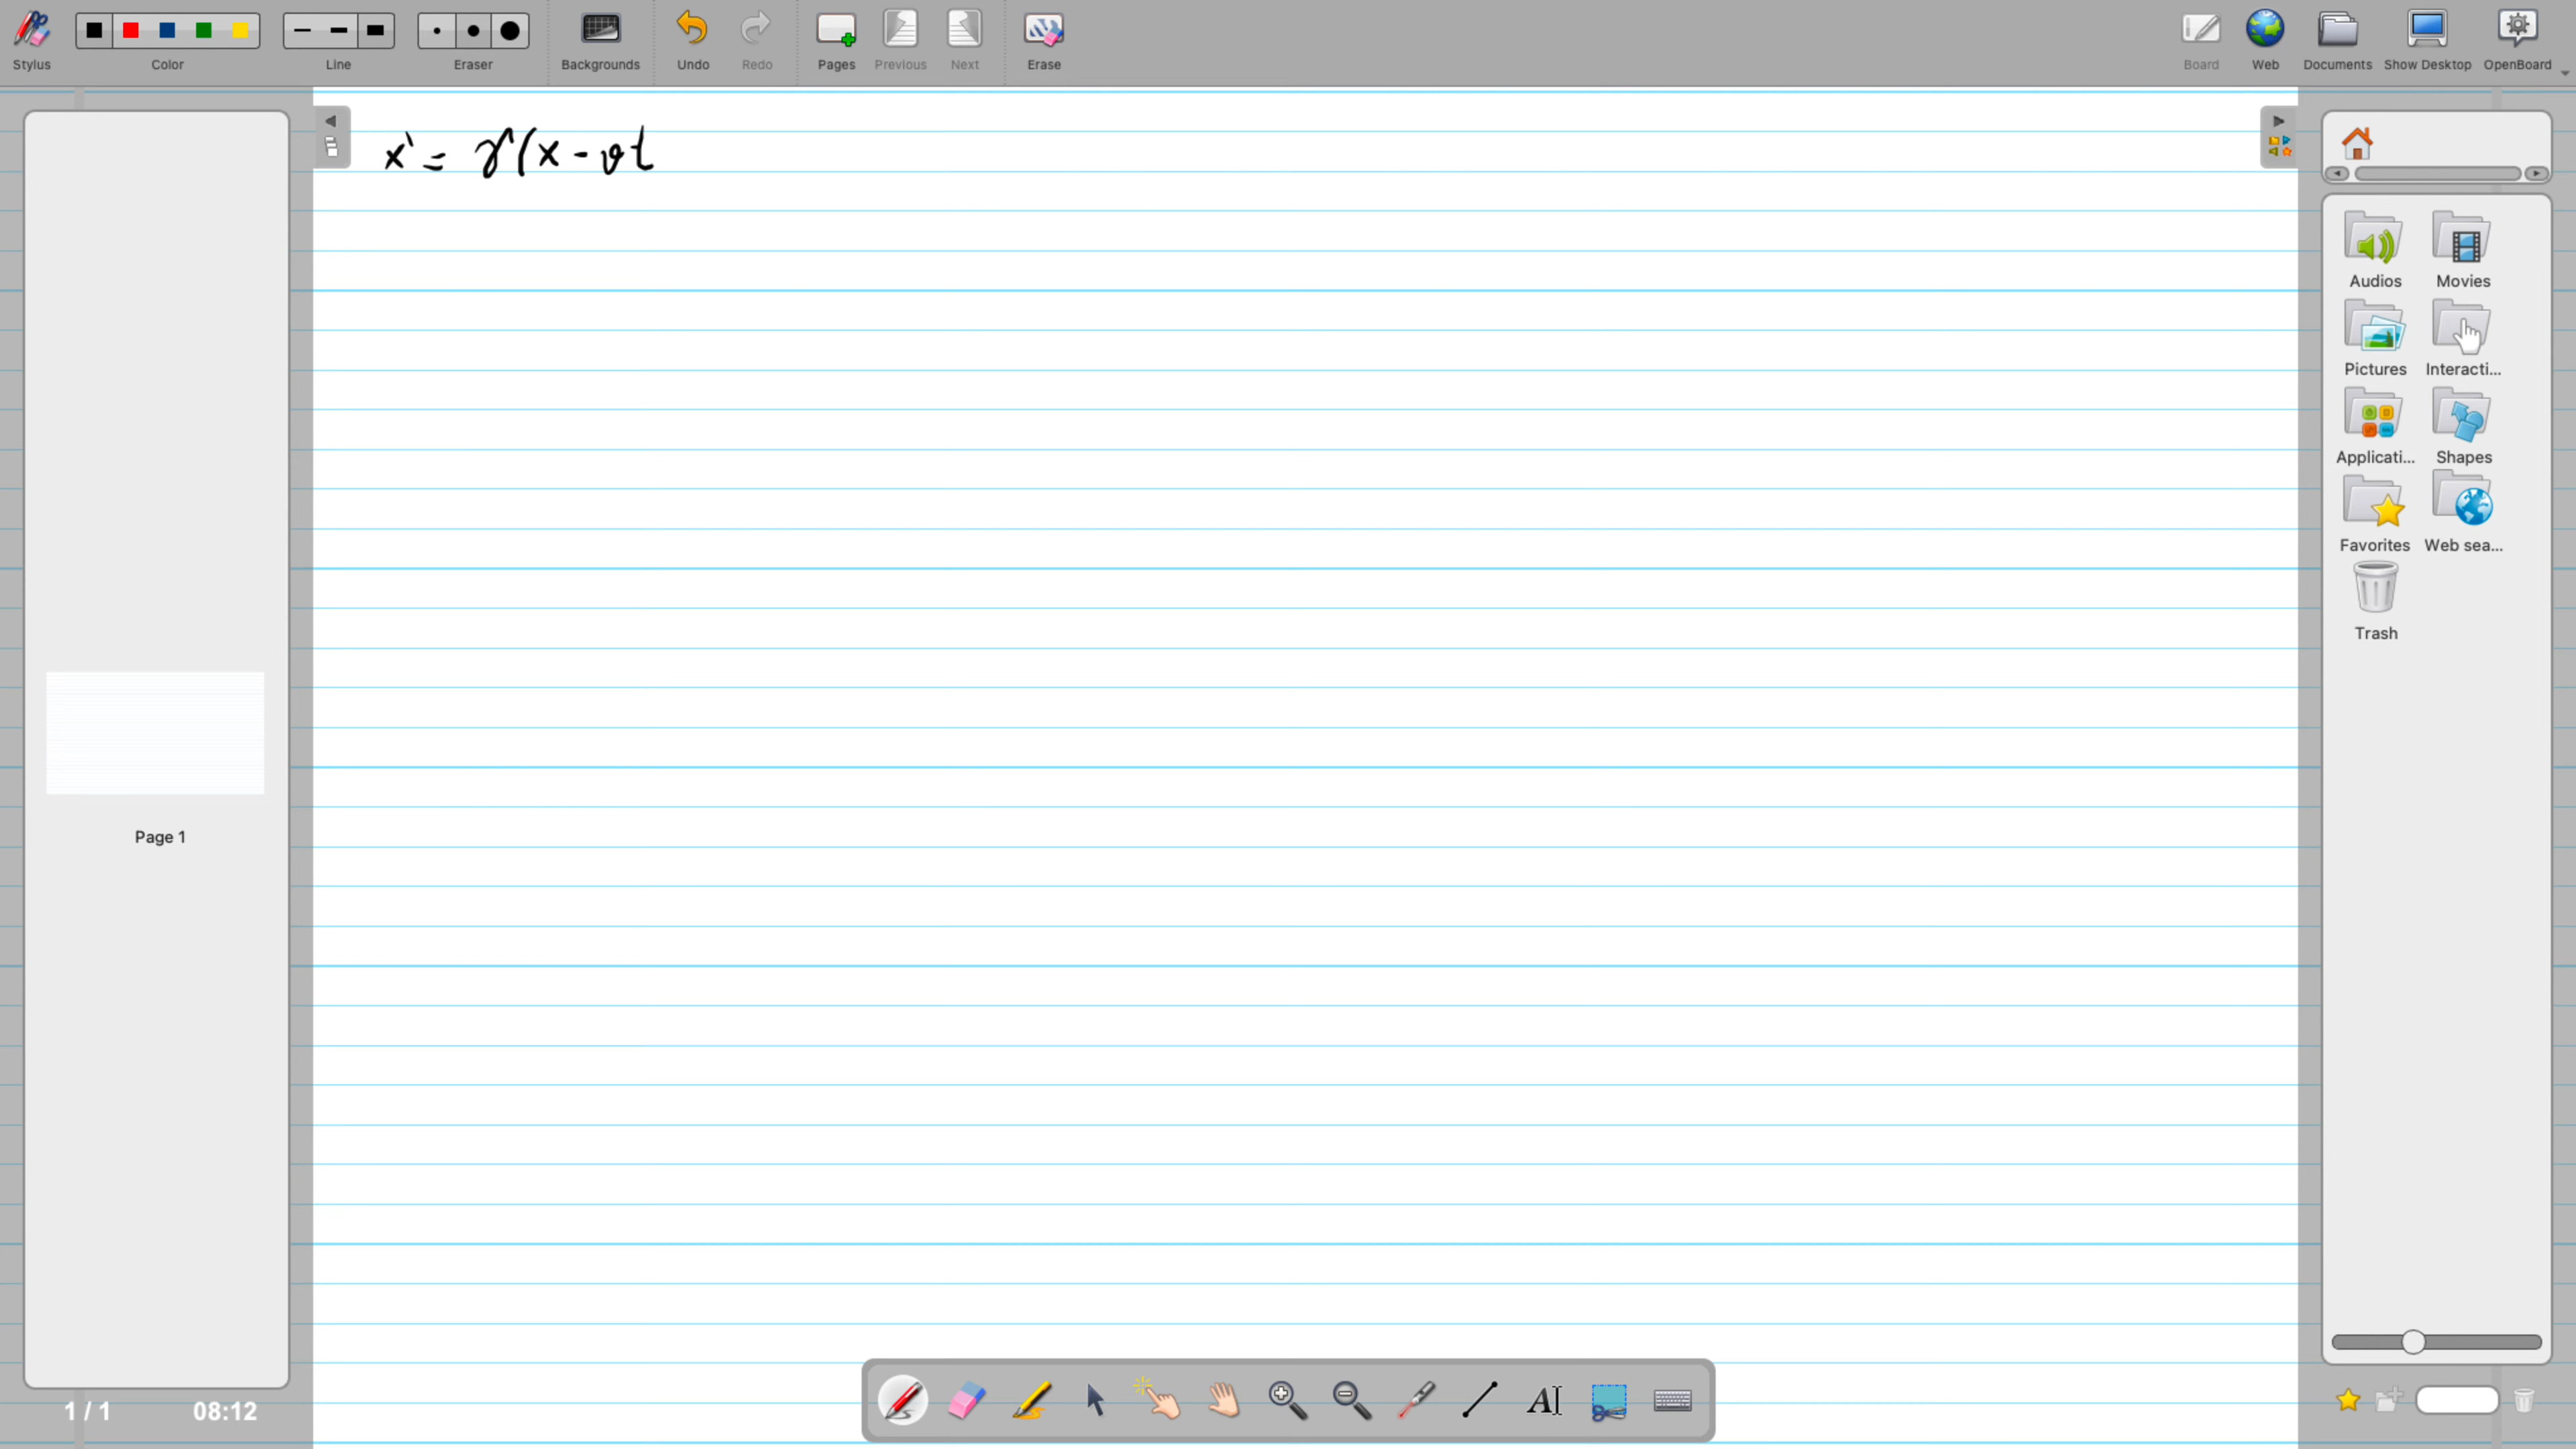 Stylus Color Line Eraser Backgrounds Undo Redo Pages Previous Next Erase Board Web Documents Show Desktop OpenBoard
x' = γ(x - vt
Audios Movies
Pictures Interacti...
Applicati... Shapes
Favorites Web sea...
Trash
Page 1
1 / 1 08:12
AI